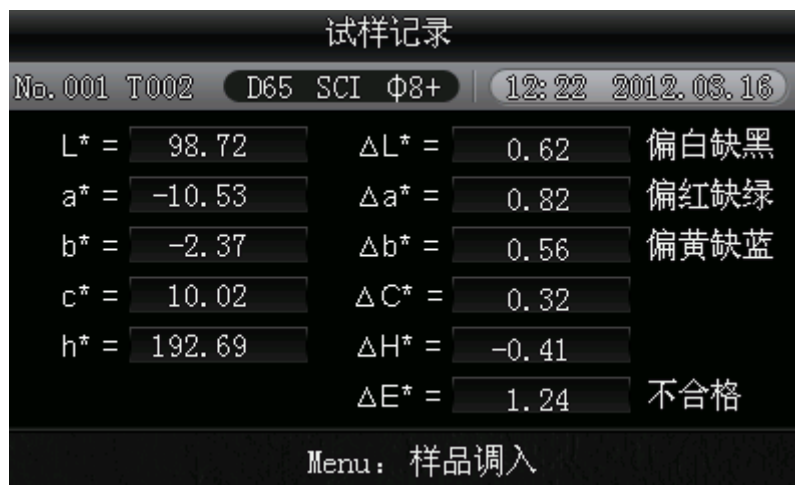 试样记录
No.001 T002 D65 SCI Φ8+ 12:22 2012.03.16
L* = 98.72 ΔL* = 0.62 偏白缺黑
a* = -10.53 Δa* = 0.82 偏红缺绿
b* = -2.37 Δb* = 0.56 偏黄缺蓝
c* = 10.02 ΔC* = 0.32
h* = 192.69 ΔH* = -0.41
ΔE* = 1.24 不合格
Menu: 样品调入